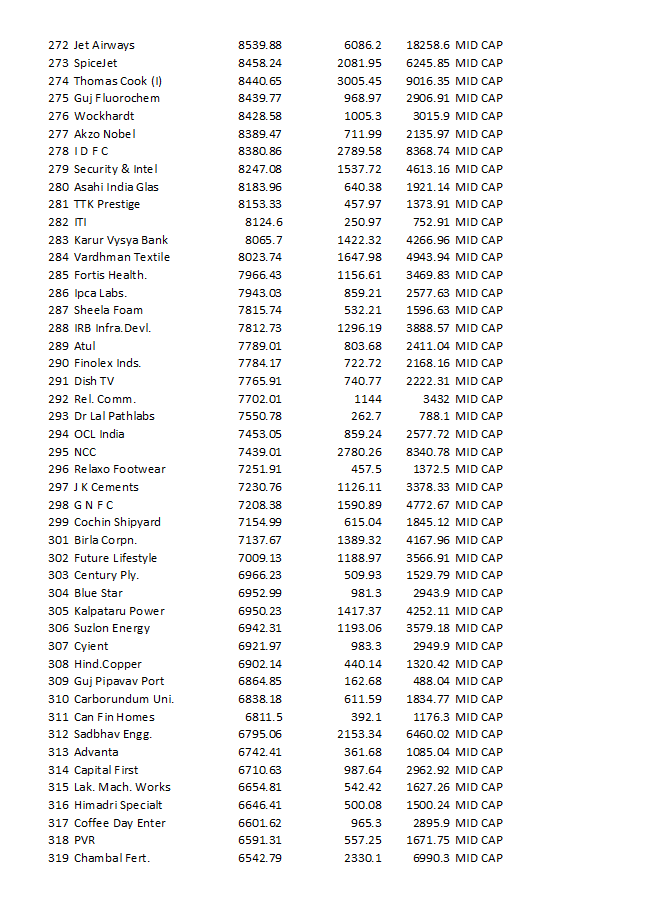 272 Jet Airways 8539.88 6086.2 18258.6 MID CAP
273 SpiceJet 8458.24 2081.95 6245.85 MID CAP
274 Thomas Cook (I) 8440.65 3005.45 9016.35 MID CAP
275 Guj Fluorochem 8439.77 968.97 2906.91 MID CAP
276 Wockhardt 8428.58 1005.3 3015.9 MID CAP
277 Akzo Nobel 8389.47 711.99 2135.97 MID CAP
278 I D F C 8380.86 2789.58 8368.74 MID CAP
279 Security & Intel 8247.08 1537.72 4613.16 MID CAP
280 Asahi India Glas 8183.96 640.38 1921.14 MID CAP
281 TTK Prestige 8153.33 457.97 1373.91 MID CAP
282 ITI 8124.6 250.97 752.91 MID CAP
283 Karur Vysya Bank 8065.7 1422.32 4266.96 MID CAP
284 Vardhman Textile 8023.74 1647.98 4943.94 MID CAP
285 Fortis Health. 7966.43 1156.61 3469.83 MID CAP
286 Ipca Labs. 7943.03 859.21 2577.63 MID CAP
287 Sheela Foam 7815.74 532.21 1596.63 MID CAP
288 IRB Infra.Devl. 7812.73 1296.19 3888.57 MID CAP
289 Atul 7789.01 803.68 2411.04 MID CAP
290 Finolex Inds. 7784.17 722.72 2168.16 MID CAP
291 Dish TV 7765.91 740.77 2222.31 MID CAP
292 Rel. Comm. 7702.01 1144 3432 MID CAP
293 Dr Lal Pathlabs 7550.78 262.7 788.1 MID CAP
294 OCL India 7453.05 859.24 2577.72 MID CAP
295 NCC 7439.01 2780.26 8340.78 MID CAP
296 Relaxo Footwear 7251.91 457.5 1372.5 MID CAP
297 J K Cements 7230.76 1126.11 3378.33 MID CAP
298 G N F C 7208.38 1590.89 4772.67 MID CAP
299 Cochin Shipyard 7154.99 615.04 1845.12 MID CAP
301 Birla Corpn. 7137.67 1389.32 4167.96 MID CAP
302 Future Lifestyle 7009.13 1188.97 3566.91 MID CAP
303 Century Ply. 6966.23 509.93 1529.79 MID CAP
304 Blue Star 6952.99 981.3 2943.9 MID CAP
305 Kalpataru Power 6950.23 1417.37 4252.11 MID CAP
306 Suzlon Energy 6942.31 1193.06 3579.18 MID CAP
307 Cyient 6921.97 983.3 2949.9 MID CAP
308 Hind.Copper 6902.14 440.14 1320.42 MID CAP
309 Guj Pipavav Port 6864.85 162.68 488.04 MID CAP
310 Carborundum Uni. 6838.18 611.59 1834.77 MID CAP
311 Can Fin Homes 6811.5 392.1 1176.3 MID CAP
312 Sadbhav Engg. 6795.06 2153.34 6460.02 MID CAP
313 Advanta 6742.41 361.68 1085.04 MID CAP
314 Capital First 6710.63 987.64 2962.92 MID CAP
315 Lak. Mach. Works 6654.81 542.42 1627.26 MID CAP
316 Himadri Specialt 6646.41 500.08 1500.24 MID CAP
317 Coffee Day Enter 6601.62 965.3 2895.9 MID CAP
318 PVR 6591.31 557.25 1671.75 MID CAP
319 Chambal Fert. 6542.79 2330.1 6990.3 MID CAP